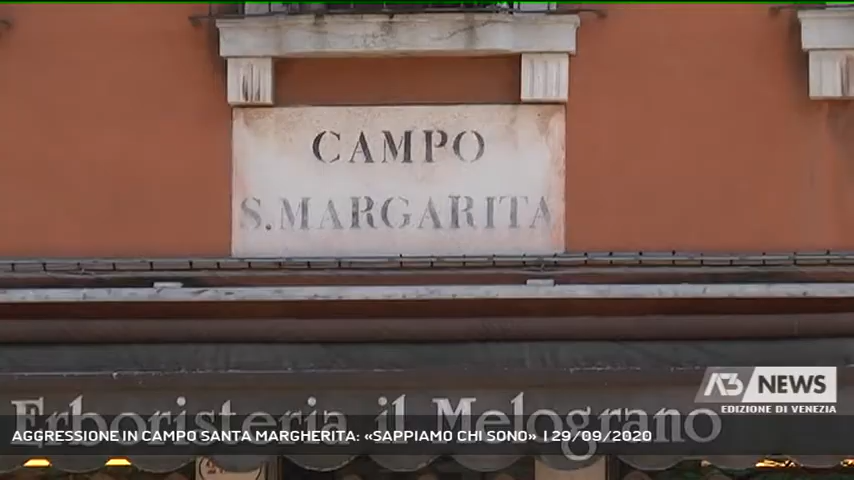 CAMPO
S.MARGARITA
A3 NEWS
EDIZIONE DI VENEZIA
Erboristeria il Melograno
AGGRESSIONE IN CAMPO SANTA MARGHERITA: «SAPPIAMO CHI SONO» | 29/09/2020